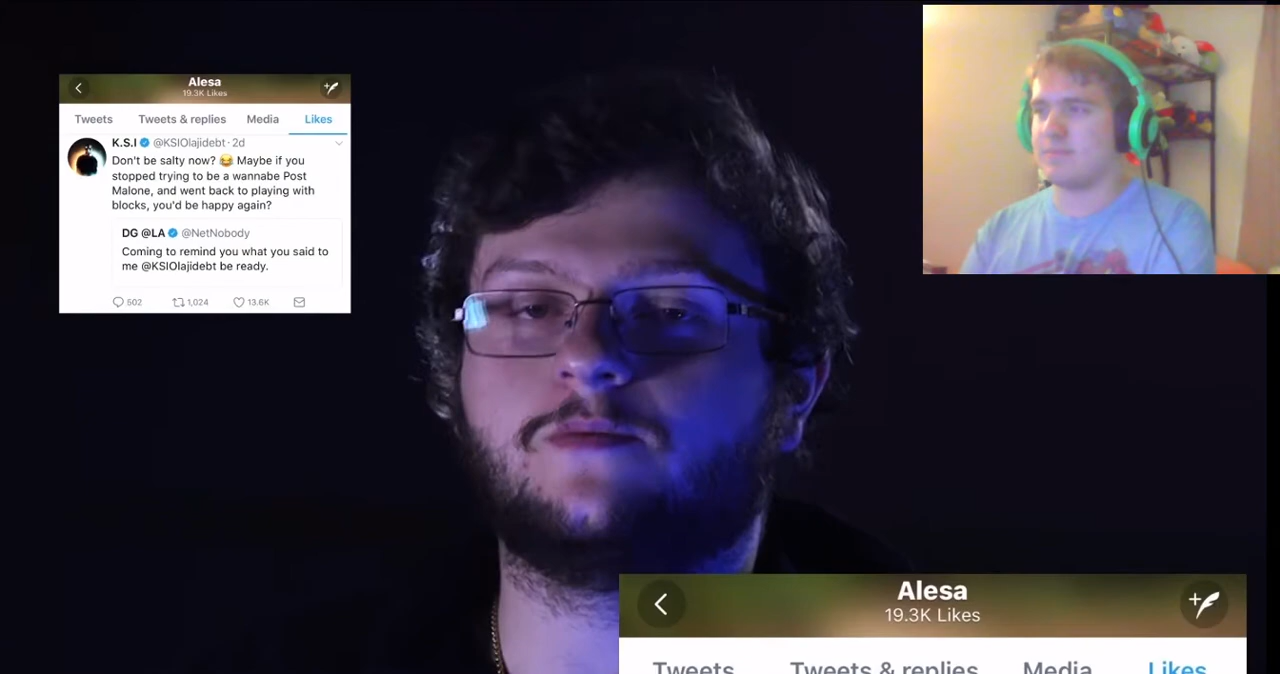 Alesa
19.3K Likes
Tweets Tweets & replies Media Likes
K.S.I @KSIOlajidebt · 2d
Don't be salty now? 😂 Maybe if you
stopped trying to be a wannabe Post
Malone, and went back to playing with
blocks, you'd be happy again?
DG @LA @NetNobody
Coming to remind you what you said to
me @KSIOlajidebt be ready.
502 1,024 13.6K
Alesa
19.3K Likes
Tweets Tweets & replies Media Likes